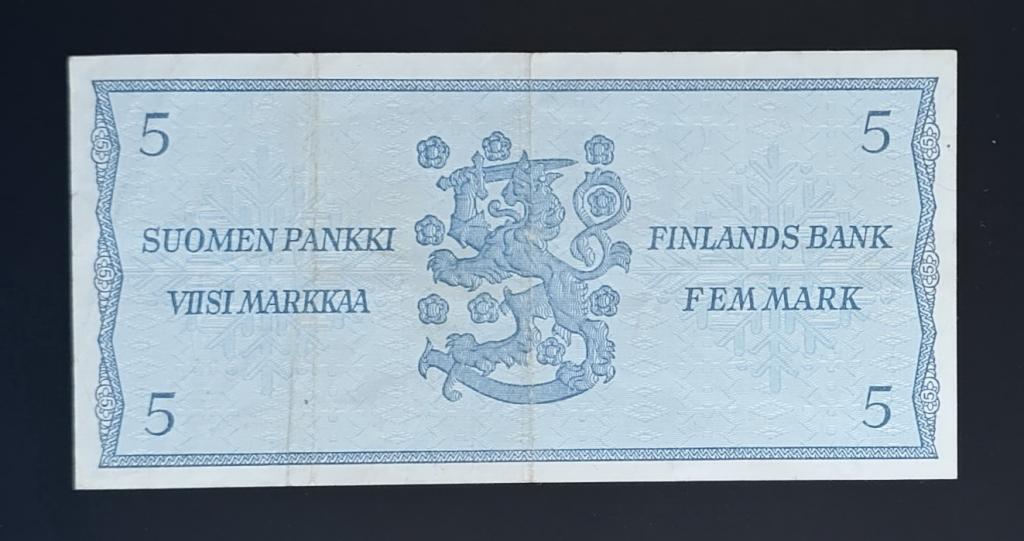 5
5
SUOMEN PANKKI
FINLANDS BANK
VIISI MARKKAA
FEM MARK
5
5